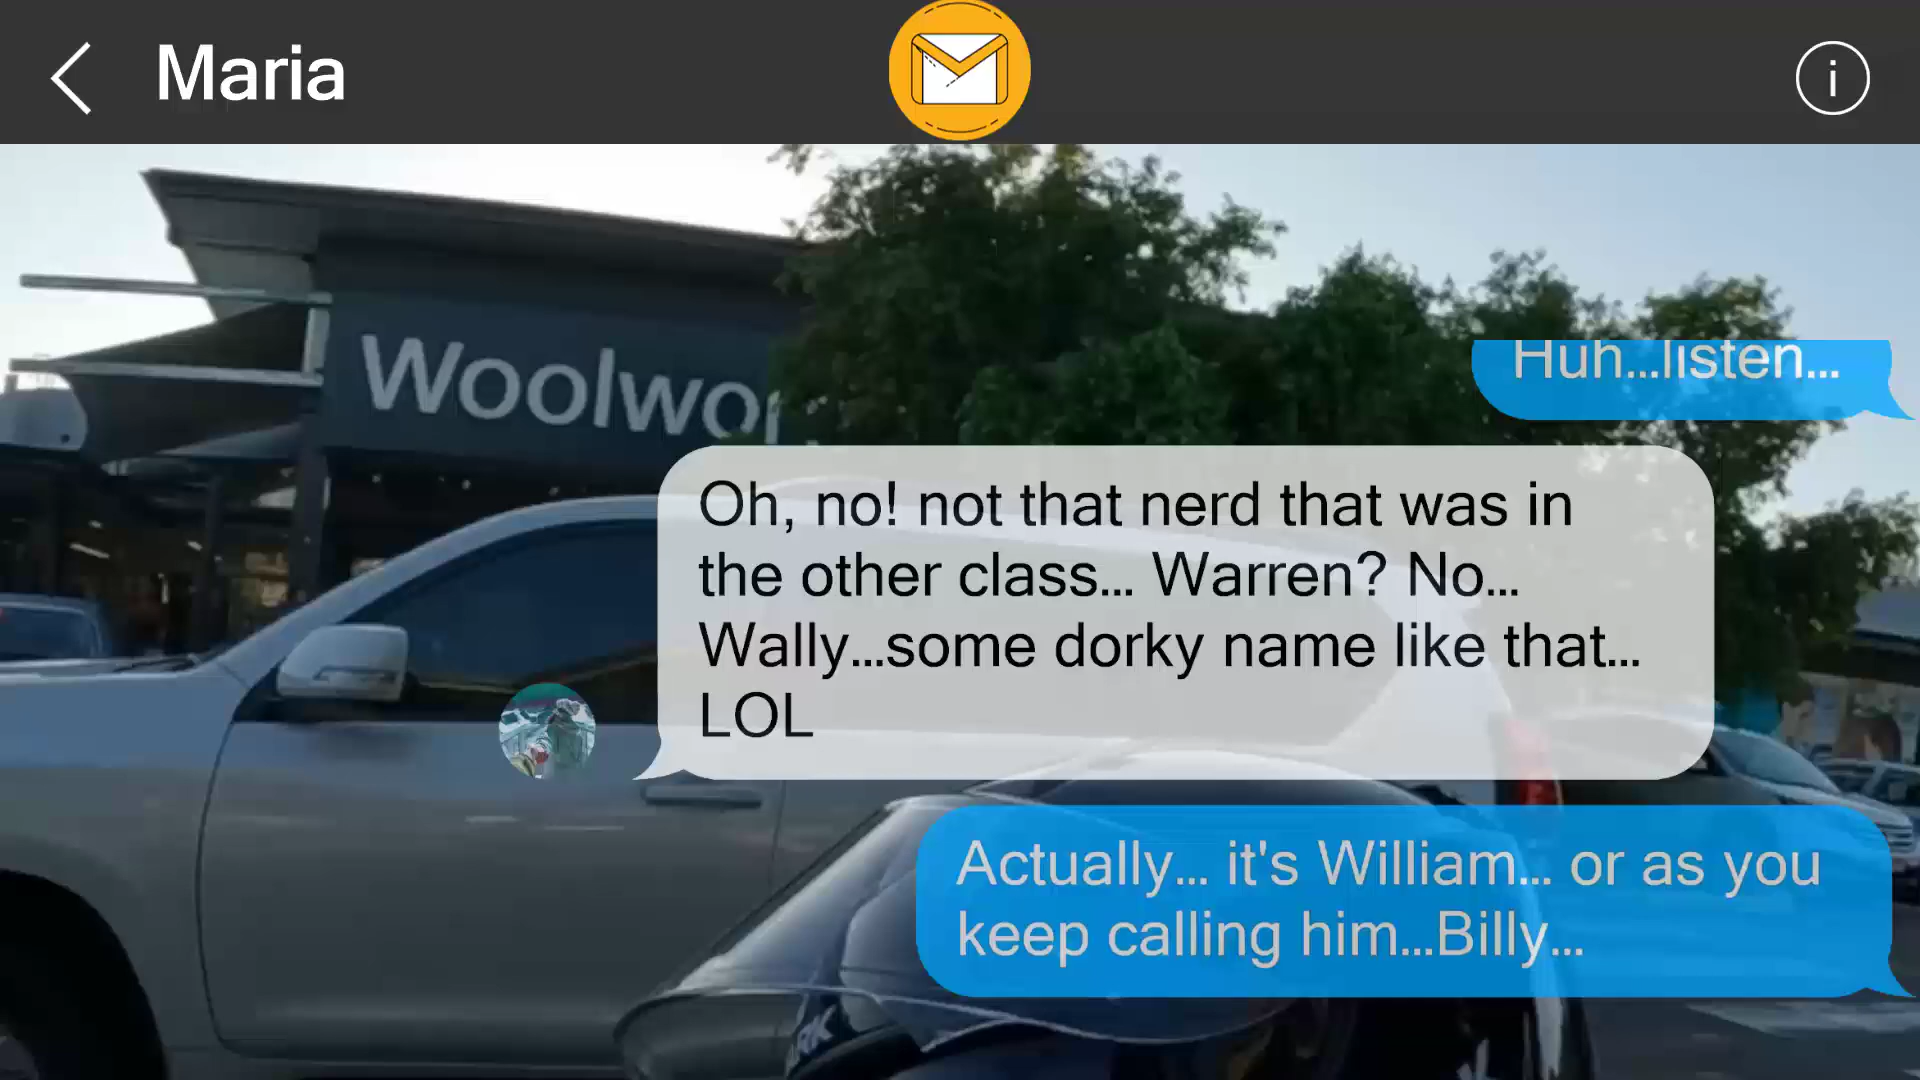 Maria
i
Woolwor
Huh...listen...
Oh, no! not that nerd that was in
the other class... Warren? No...
Wally...some dorky name like that...
LOL
Actually... it's William... or as you
keep calling him...Billy...